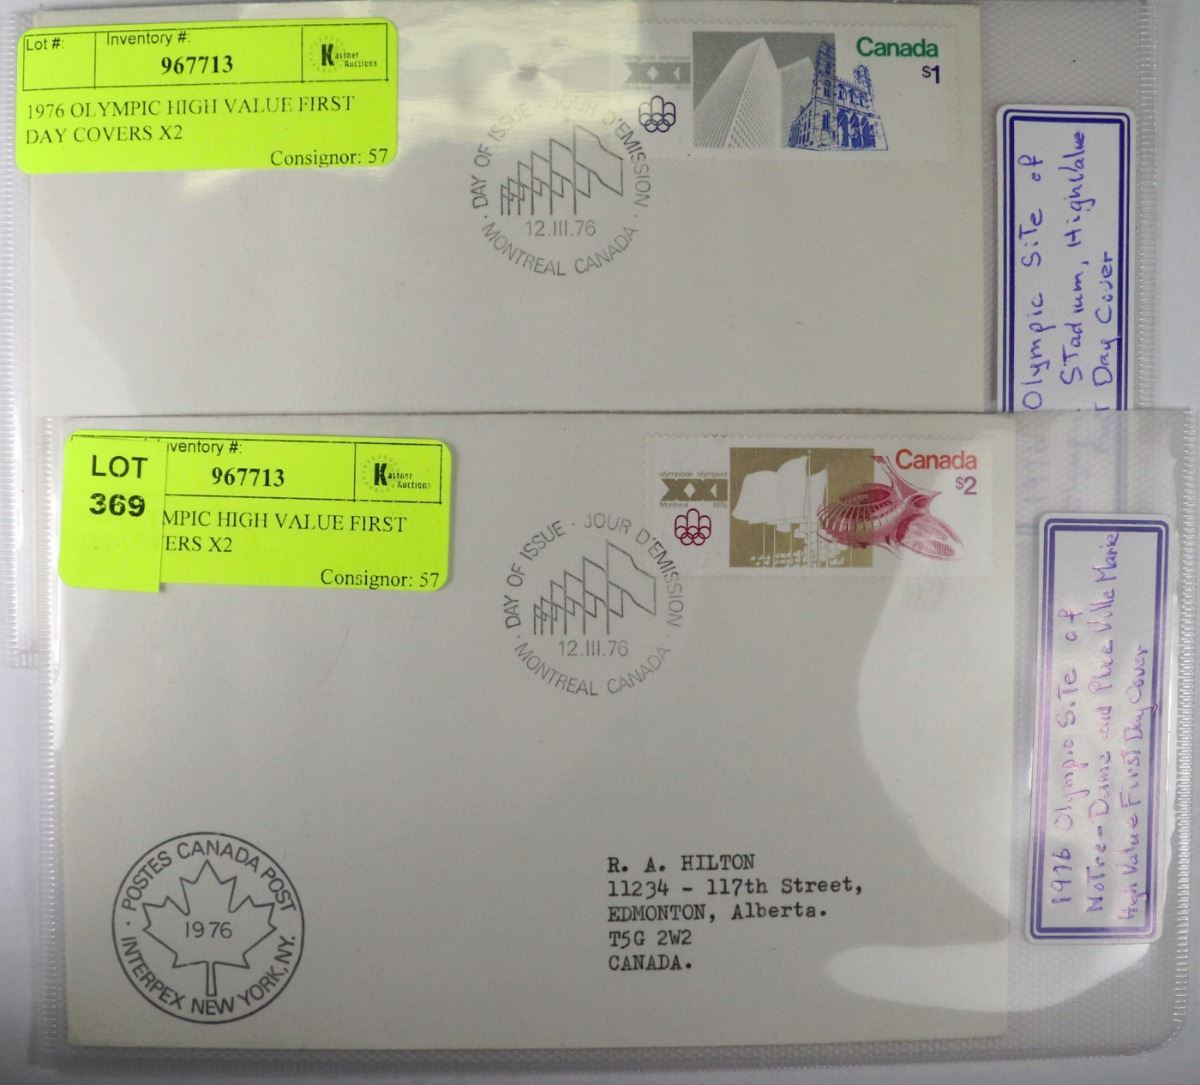 Lot #:
Inventory #:
967713
Kastner
Auctions
1976 OLYMPIC HIGH VALUE FIRST
DAY COVERS X2
Consignor: 57
XXI
Canada
$1
DAY OF ISSUE · JOUR D'EMISSION
12.III.76
· MONTREAL CANADA ·
Olympic SiTe of
STadium, HighValue
Day Cover
LOT
369
ventory #:
967713
Kastner
Auctions
MPIC HIGH VALUE FIRST
ERS X2
Consignor: 57
olympiade olympiad
XXI
Montréal 1976
Canada
$2
DAY OF ISSUE · JOUR D'EMISSION
12.III.76
· MONTREAL CANADA ·
1976 Olympic SiTe of
NoTre-Dame and Place Ville Marie
High Value First Day Cover
· POSTES CANADA POST ·
1976
INTERPEX NEW YORK, NY.
R. A. HILTON
11234 - 117th Street,
EDMONTON, Alberta.
T5G 2W2
CANADA.